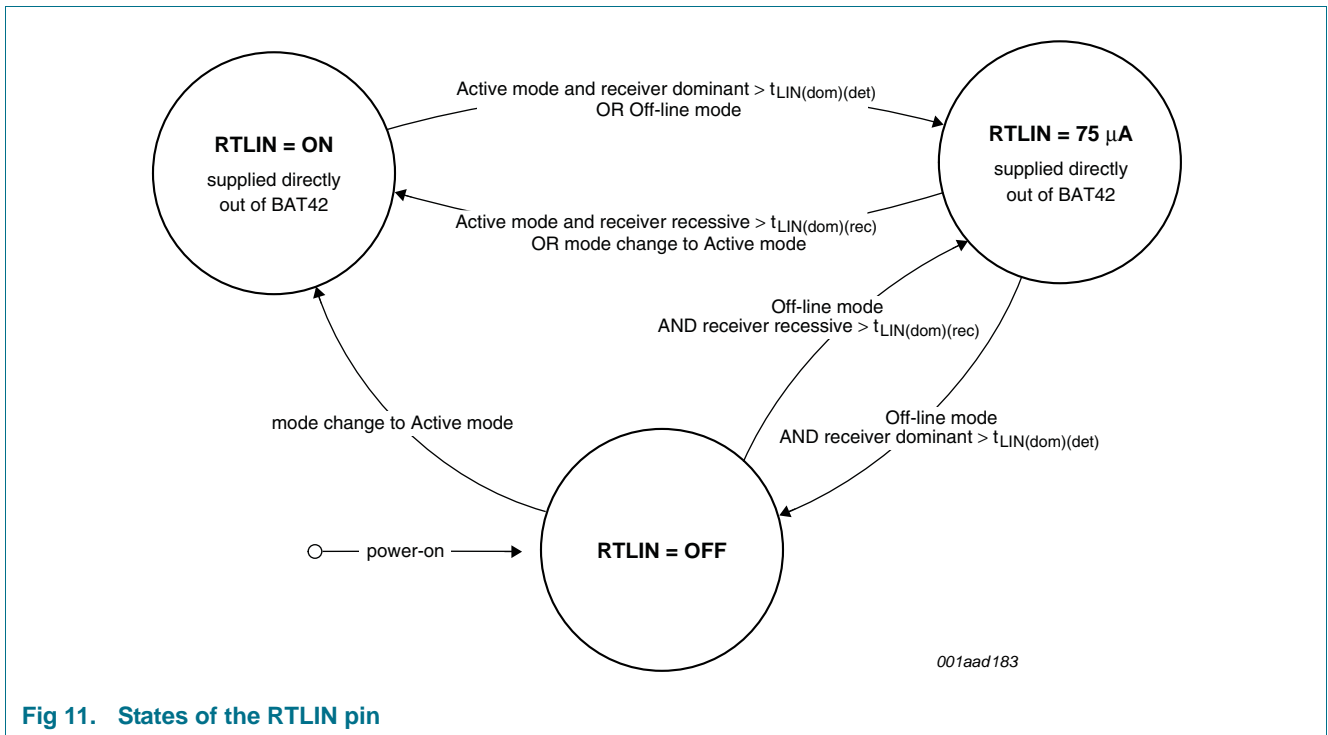 Active mode and receiver dominant > tLIN(dom)(det)
OR Off-line mode
RTLIN = ON
supplied directly
out of BAT42
RTLIN = 75 μA
supplied directly
out of BAT42
Active mode and receiver recessive > tLIN(dom)(rec)
OR mode change to Active mode
Off-line mode
AND receiver recessive > tLIN(dom)(rec)
mode change to Active mode
Off-line mode
AND receiver dominant > tLIN(dom)(det)
power-on
RTLIN = OFF
001aad183
Fig 11. States of the RTLIN pin